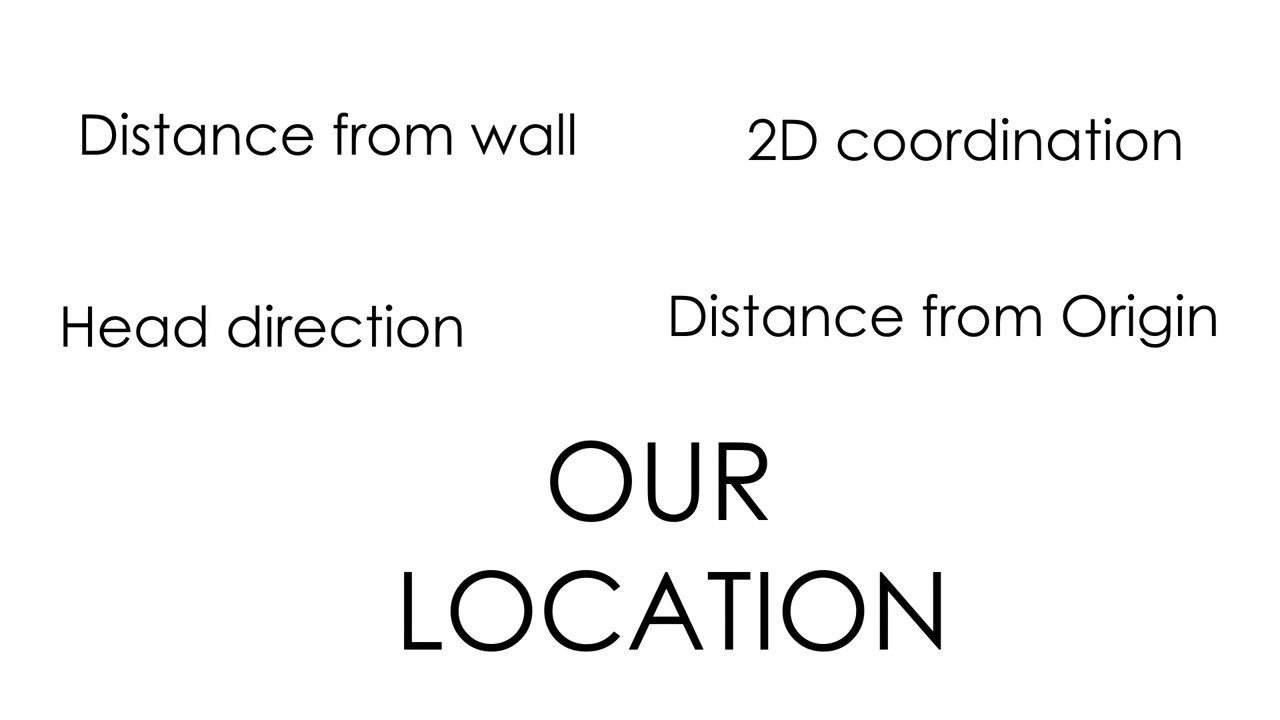 Distance from wall
2D coordination
Head direction
Distance from Origin
OUR
LOCATION